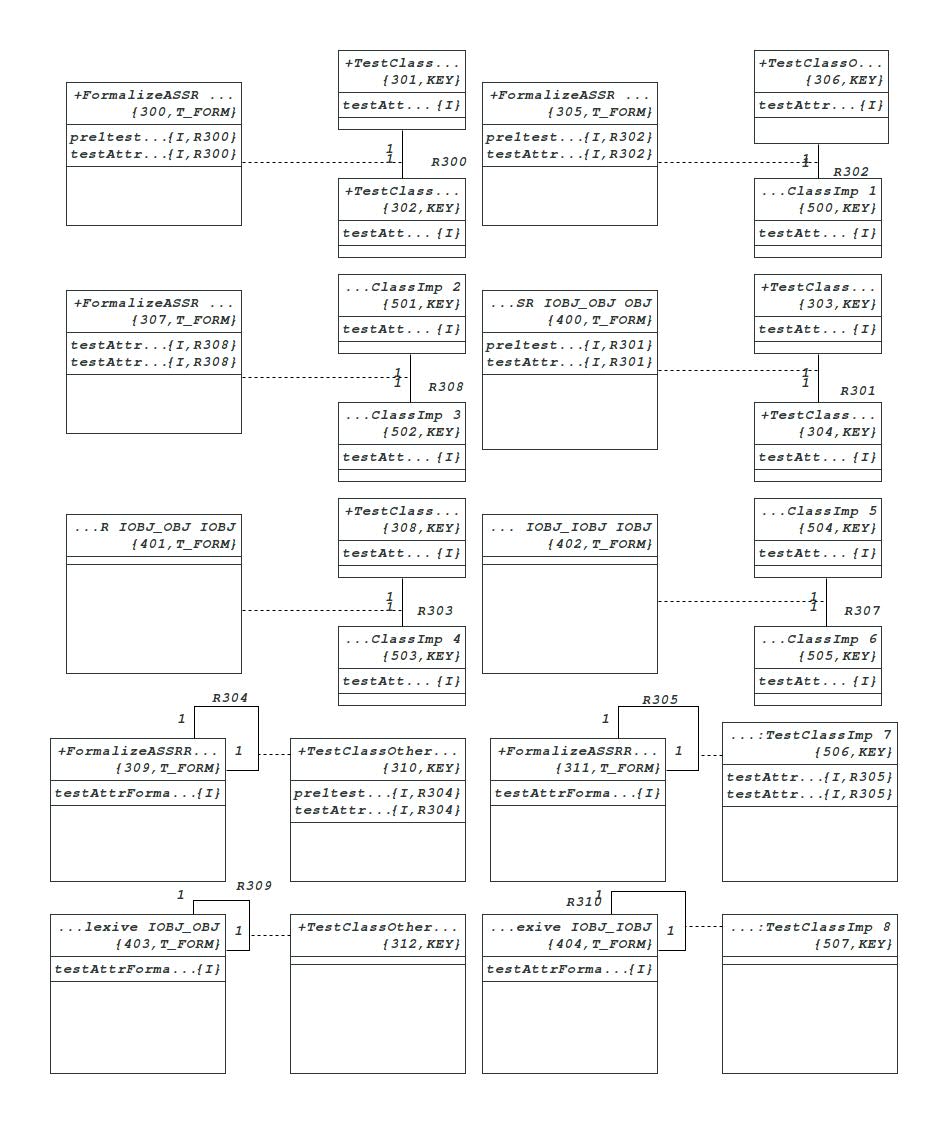 +TestClass...
{301,KEY}
testAtt... {I}
+FormalizeASSR ...
{300,T_FORM}
pre1test...{I,R300}
testAttr...{I,R300}
1
1
R300
+TestClass...
{302,KEY}
testAtt... {I}
+TestClassO...
{306,KEY}
testAttr...{I}
+FormalizeASSR ...
{305,T_FORM}
pre1test...{I,R302}
testAttr...{I,R302}
1
1
R302
...ClassImp 1
{500,KEY}
testAtt... {I}
...ClassImp 2
{501,KEY}
testAtt... {I}
+FormalizeASSR ...
{307,T_FORM}
testAttr...{I,R308}
testAttr...{I,R308}
1
1
R308
...ClassImp 3
{502,KEY}
testAtt... {I}
+TestClass...
{303,KEY}
testAtt... {I}
...SR IOBJ_OBJ OBJ
{400,T_FORM}
pre1test...{I,R301}
testAttr...{I,R301}
1
1
R301
+TestClass...
{304,KEY}
testAtt... {I}
+TestClass...
{308,KEY}
testAtt... {I}
...R IOBJ_OBJ IOBJ
{401,T_FORM}
1
1
R303
...ClassImp 4
{503,KEY}
testAtt... {I}
...ClassImp 5
{504,KEY}
testAtt... {I}
... IOBJ_IOBJ IOBJ
{402,T_FORM}
1
1
R307
...ClassImp 6
{505,KEY}
testAtt... {I}
R304
1
+FormalizeASSRR...
{309,T_FORM}
testAttrForma...{I}
1
+TestClassOther...
{310,KEY}
pre1test...{I,R304}
testAttr...{I,R304}
R305
1
+FormalizeASSRR...
{311,T_FORM}
testAttrForma...{I}
1
...:TestClassImp 7
{506,KEY}
testAttr...{I,R305}
testAttr...{I,R305}
R309
1
...lexive IOBJ_OBJ
{403,T_FORM}
testAttrForma...{I}
1
+TestClassOther...
{312,KEY}
R310
1
...exive IOBJ_IOBJ
{404,T_FORM}
testAttrForma...{I}
1
...:TestClassImp 8
{507,KEY}